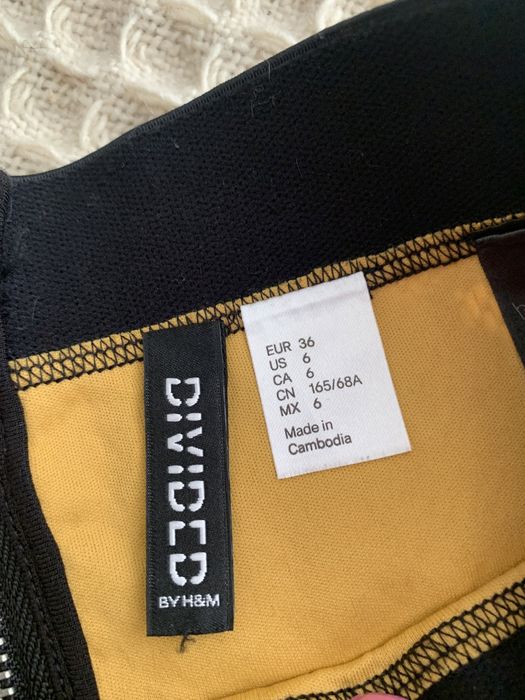 DIVIDED
BY H&M
EUR 36
US 6
CA 6
CN 165/68A
MX 6
Made in
Cambodia